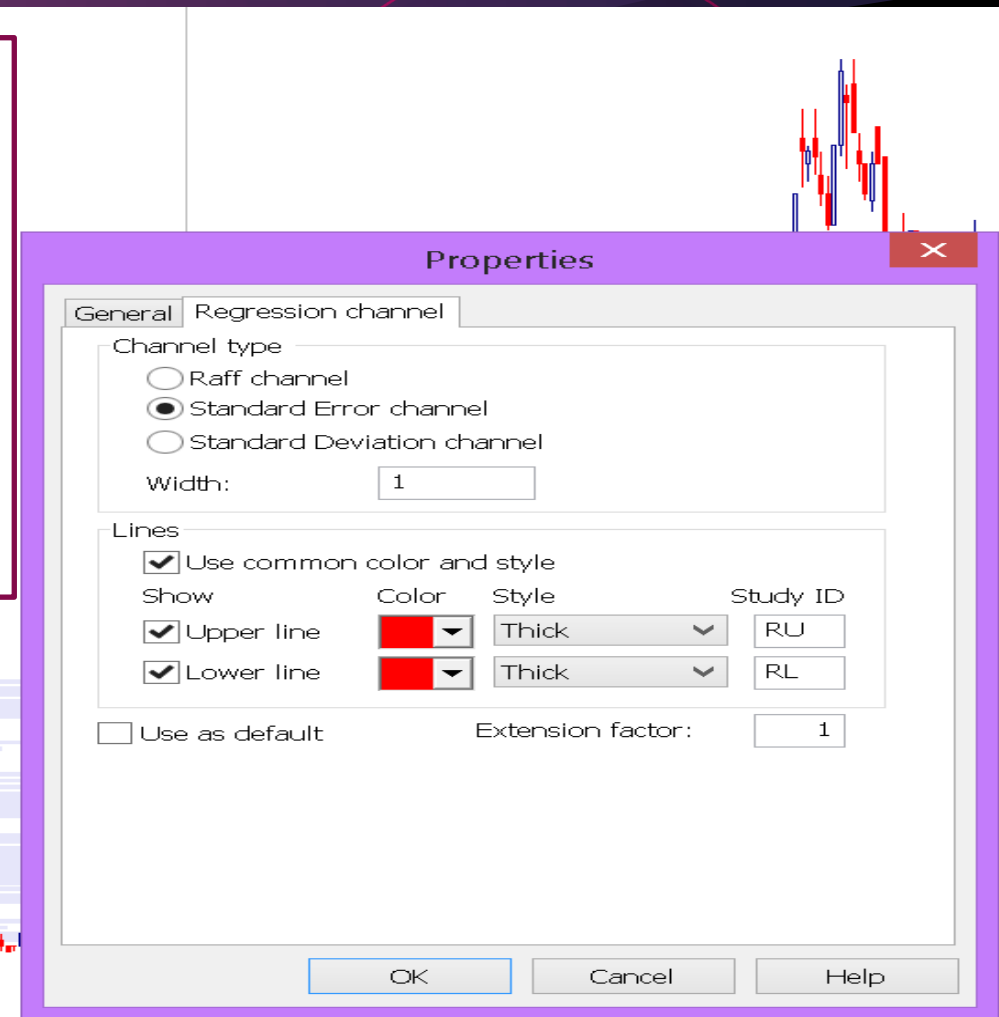 Properties
General Regression channel
Channel type
Raff channel
Standard Error channel
Standard Deviation channel
Width: 1
Lines
Use common color and style
Show Color Style Study ID
Upper line Thick RU
Lower line Thick RL
Use as default Extension factor: 1
OK Cancel Help